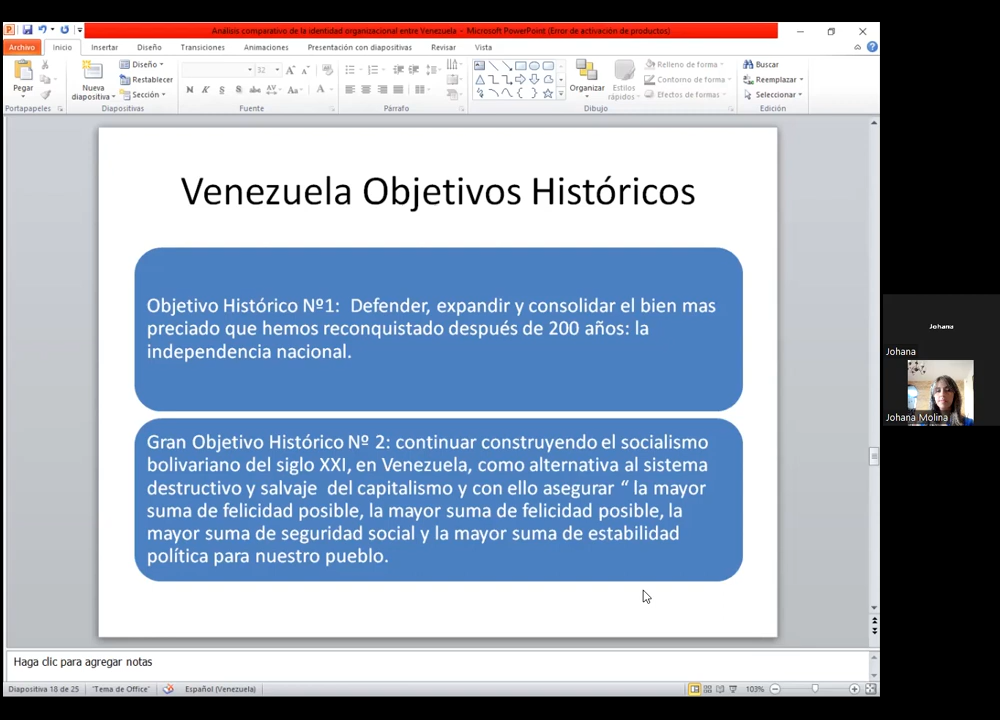 Análisis comparativo de la identidad organizacional entre Venezuela - Microsoft PowerPoint (Error de activación de productos)
Archivo Inicio Insertar Diseño Transiciones Animaciones Presentación con diapositivas Revisar Vista
Pegar
Nueva
diapositiva
Diseño
Restablecer
Sección
32
N K S S abc AV Aa A
Organizar
Estilos
rápidos
Relleno de forma
Contorno de forma
Efectos de formas
Buscar
Reemplazar
Seleccionar
Portapapeles Diapositivas Fuente Párrafo Dibujo Edición
Venezuela Objetivos Históricos
Objetivo Histórico Nº1: Defender, expandir y consolidar el bien mas
preciado que hemos reconquistado después de 200 años: la
independencia nacional.
Gran Objetivo Histórico Nº 2: continuar construyendo el socialismo
bolivariano del siglo XXI, en Venezuela, como alternativa al sistema
destructivo y salvaje del capitalismo y con ello asegurar “ la mayor
suma de felicidad posible, la mayor suma de felicidad posible, la
mayor suma de seguridad social y la mayor suma de estabilidad
política para nuestro pueblo.
Johana
Johana
Johana Molina
Haga clic para agregar notas
Diapositiva 18 de 25 "Tema de Office" Español (Venezuela) 103%